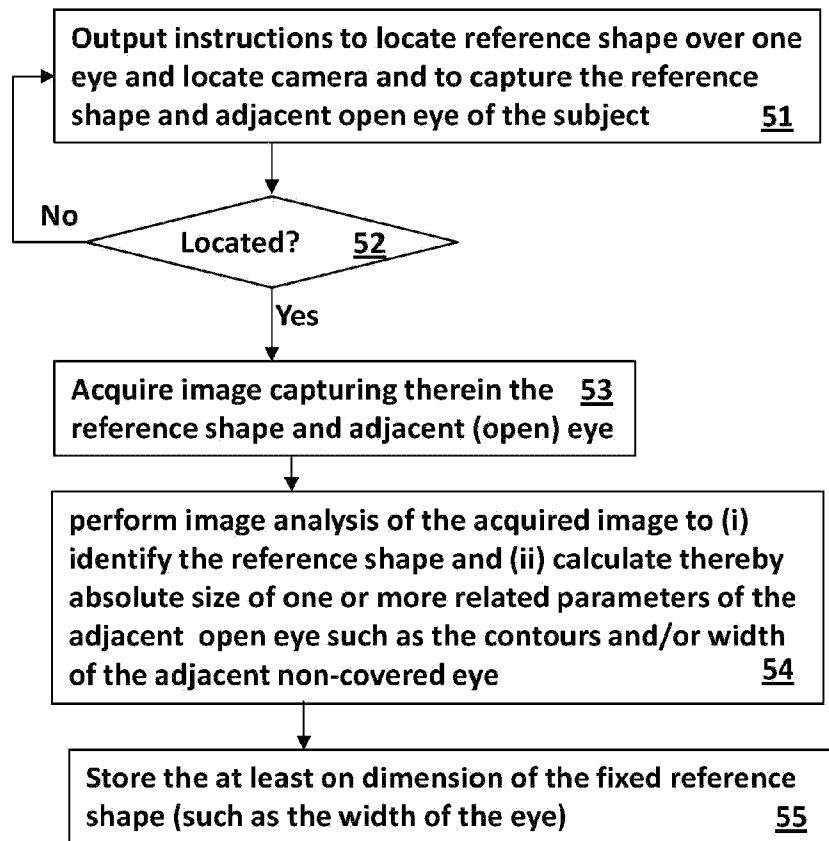 Output instructions to locate reference shape over one
eye and locate camera and to capture the reference
shape and adjacent open eye of the subject 51
No
Located? 52
Yes
Acquire image capturing therein the 53
reference shape and adjacent (open) eye
perform image analysis of the acquired image to (i)
identify the reference shape and (ii) calculate thereby
absolute size of one or more related parameters of the
adjacent open eye such as the contours and/or width
of the adjacent non-covered eye 54
Store the at least on dimension of the fixed reference
shape (such as the width of the eye) 55